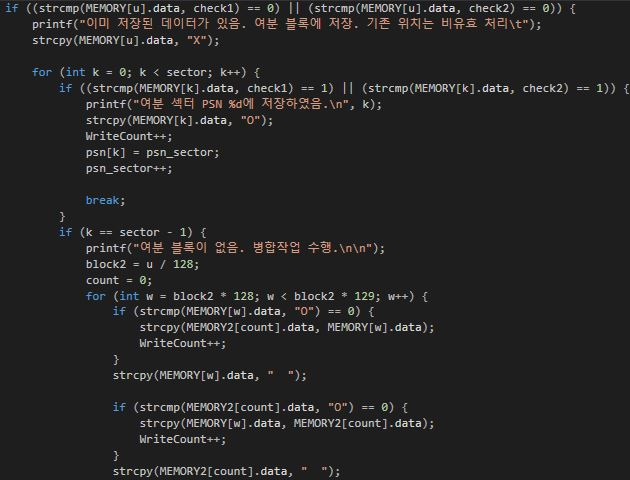 if ((strcmp(MEMORY[u].data, check1) == 0) || (strcmp(MEMORY[u].data, check2) == 0)) {
printf("이미 저장된 데이터가 있음. 여분 블록에 저장. 기존 위치는 비유효 처리\t");
strcpy(MEMORY[u].data, "X");
for (int k = 0; k < sector; k++) {
if ((strcmp(MEMORY[k].data, check1) == 1) || (strcmp(MEMORY[k].data, check2) == 1)) {
printf("여분 섹터 PSN %d에 저장하였음.\n", k);
strcpy(MEMORY[k].data, "O");
WriteCount++;
psn[k] = psn_sector;
psn_sector++;
break;
}
if (k == sector - 1) {
printf("여분 블록이 없음. 병합작업 수행.\n\n");
block2 = u / 128;
count = 0;
for (int w = block2 * 128; w < block2 * 129; w++) {
if (strcmp(MEMORY[w].data, "O") == 0) {
strcpy(MEMORY2[count].data, MEMORY[w].data);
WriteCount++;
}
strcpy(MEMORY[w].data, "  ");
if (strcmp(MEMORY2[count].data, "O") == 0) {
strcpy(MEMORY[w].data, MEMORY2[count].data);
WriteCount++;
}
strcpy(MEMORY2[count].data, "  ");